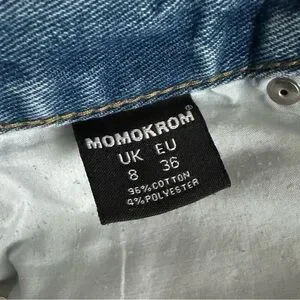 MOMOKROM
UK EU
8 36
96%COTTON
4%POLYESTER